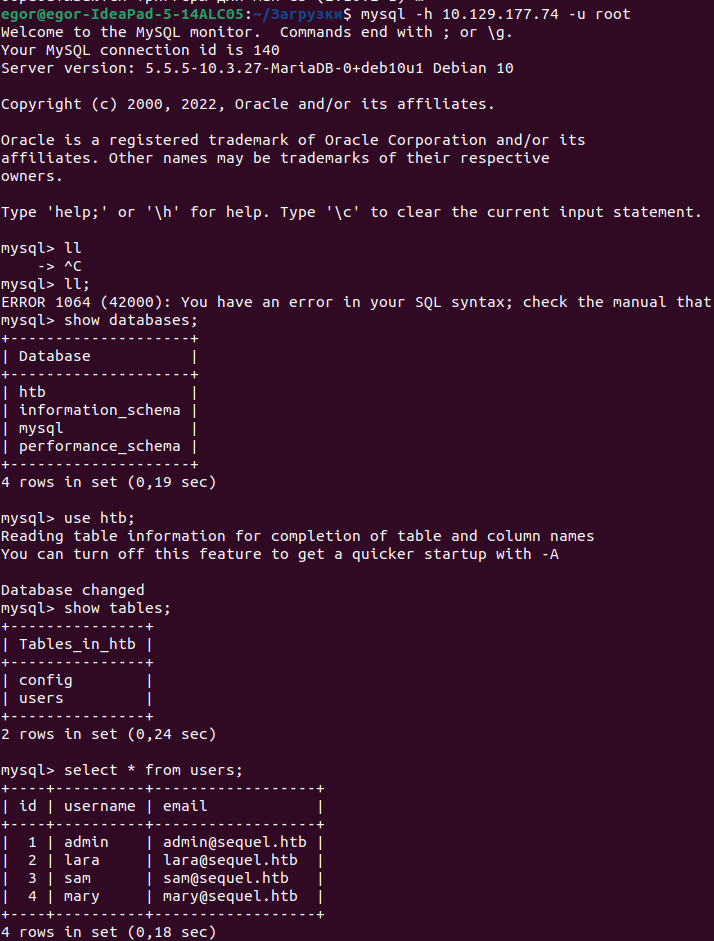 egor@egor-IdeaPad-5-14ALC05:~/Загрузки$ mysql -h 10.129.177.74 -u root
Welcome to the MySQL monitor.  Commands end with ; or \g.
Your MySQL connection id is 140
Server version: 5.5.5-10.3.27-MariaDB-0+deb10u1 Debian 10

Copyright (c) 2000, 2022, Oracle and/or its affiliates.

Oracle is a registered trademark of Oracle Corporation and/or its
affiliates. Other names may be trademarks of their respective
owners.

Type 'help;' or '\h' for help. Type '\c' to clear the current input statement.

mysql> ll
    -> ^C
mysql> ll;
ERROR 1064 (42000): You have an error in your SQL syntax; check the manual that
mysql> show databases;
+--------------------+
| Database           |
+--------------------+
| htb                |
| information_schema |
| mysql              |
| performance_schema |
+--------------------+
4 rows in set (0,19 sec)

mysql> use htb;
Reading table information for completion of table and column names
You can turn off this feature to get a quicker startup with -A

Database changed
mysql> show tables;
+---------------+
| Tables_in_htb |
+---------------+
| config        |
| users         |
+---------------+
2 rows in set (0,24 sec)

mysql> select * from users;
+----+----------+------------------+
| id | username | email            |
+----+----------+------------------+
|  1 | admin    | admin@sequel.htb |
|  2 | lara     | lara@sequel.htb  |
|  3 | sam      | sam@sequel.htb   |
|  4 | mary     | mary@sequel.htb  |
+----+----------+------------------+
4 rows in set (0,18 sec)